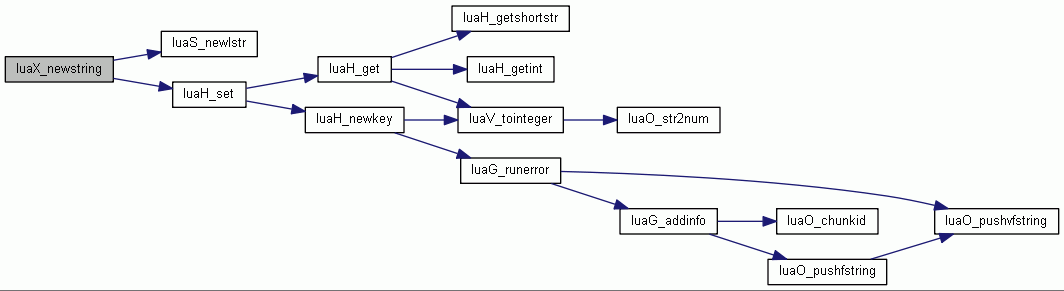 luaH_getshortstr
luaS_newlstr
luaX_newstring
luaH_get
luaH_getint
luaH_set
luaH_newkey
luaV_tointeger
luaO_str2num
luaG_runerror
luaG_addinfo
luaO_chunkid
luaO_pushvfstring
luaO_pushfstring